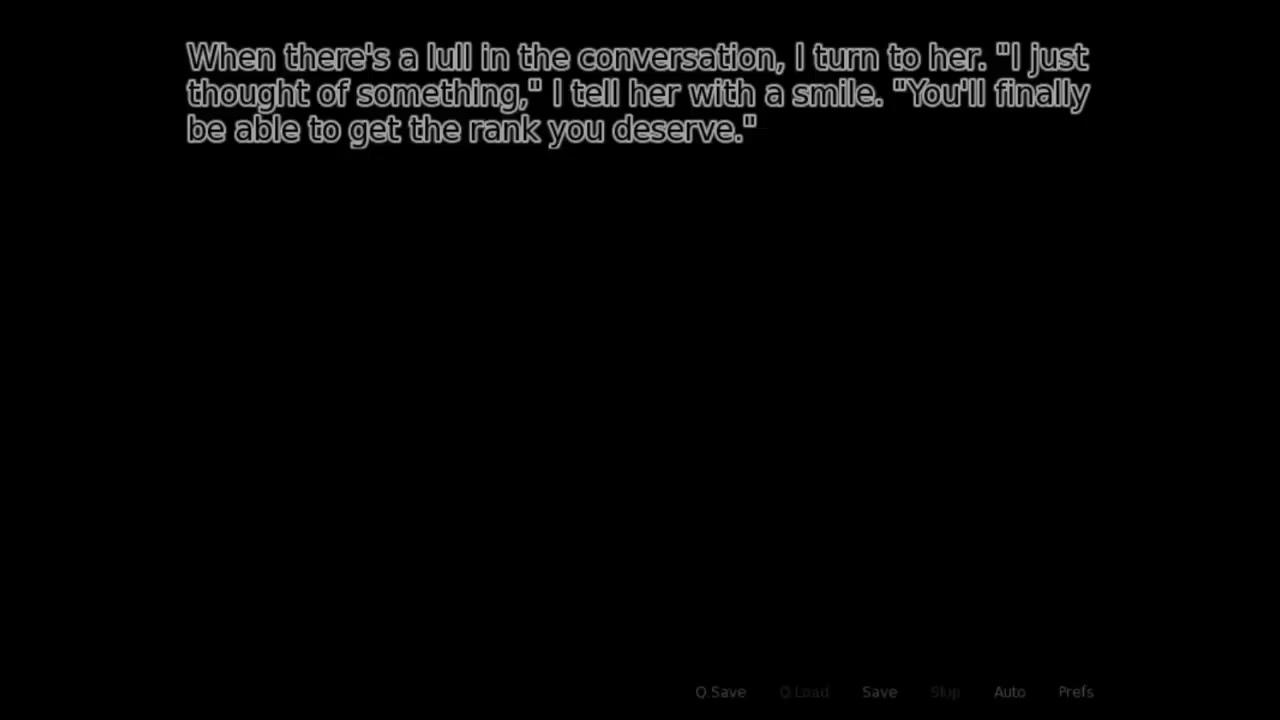 When there's a lull in the conversation, I turn to her. "I just
thought of something," I tell her with a smile. "You'll finally
be able to get the rank you deserve."
Q.Save Q.Load Save Skip Auto Prefs